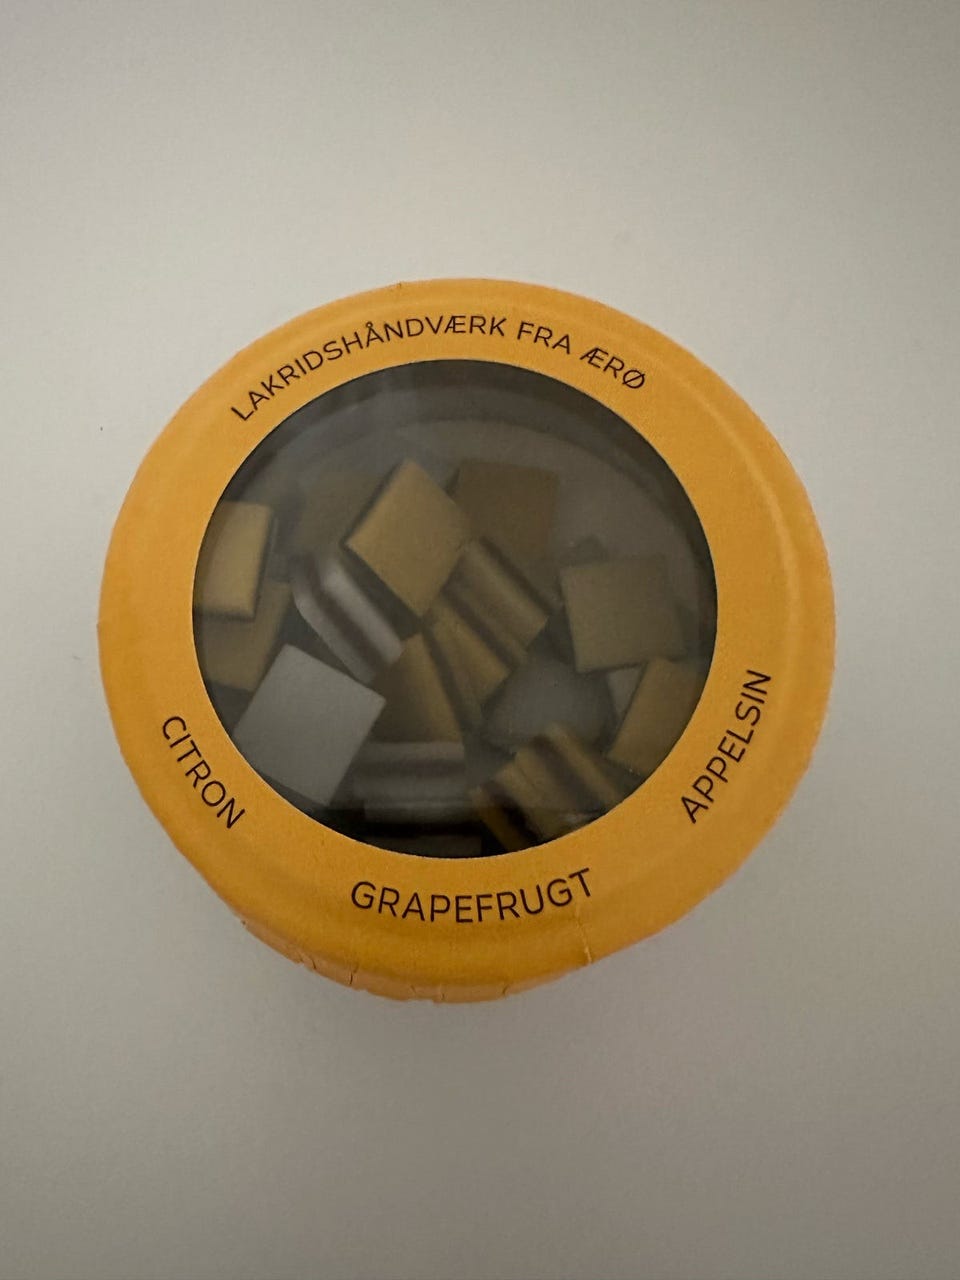 LAKRIDSHÅNDVÆRK FRA ÆRØ
CITRON
GRAPEFRUGT
APPELSIN